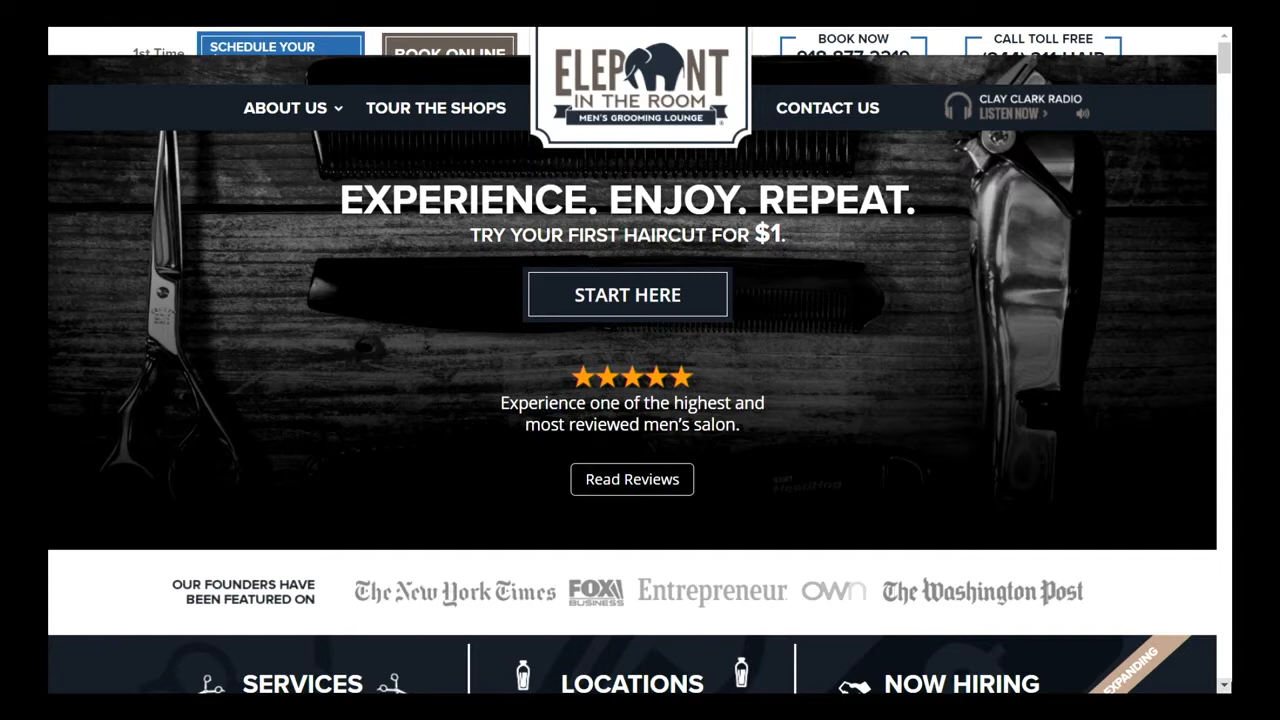 1st Time
SCHEDULE YOUR
BOOK ONLINE
BOOK NOW
CALL TOLL FREE
ELEPHANT
IN THE ROOM
MEN'S GROOMING LOUNGE
ABOUT US
TOUR THE SHOPS
CONTACT US
CLAY CLARK RADIO
LISTEN NOW >
EXPERIENCE. ENJOY. REPEAT.
TRY YOUR FIRST HAIRCUT FOR $1.
START HERE
Experience one of the highest and
most reviewed men's salon.
Read Reviews
OUR FOUNDERS HAVE
BEEN FEATURED ON
The New York Times
FOX
BUSINESS
Entrepreneur
OWN
The Washington Post
SERVICES
LOCATIONS
NOW HIRING
EXPANDING